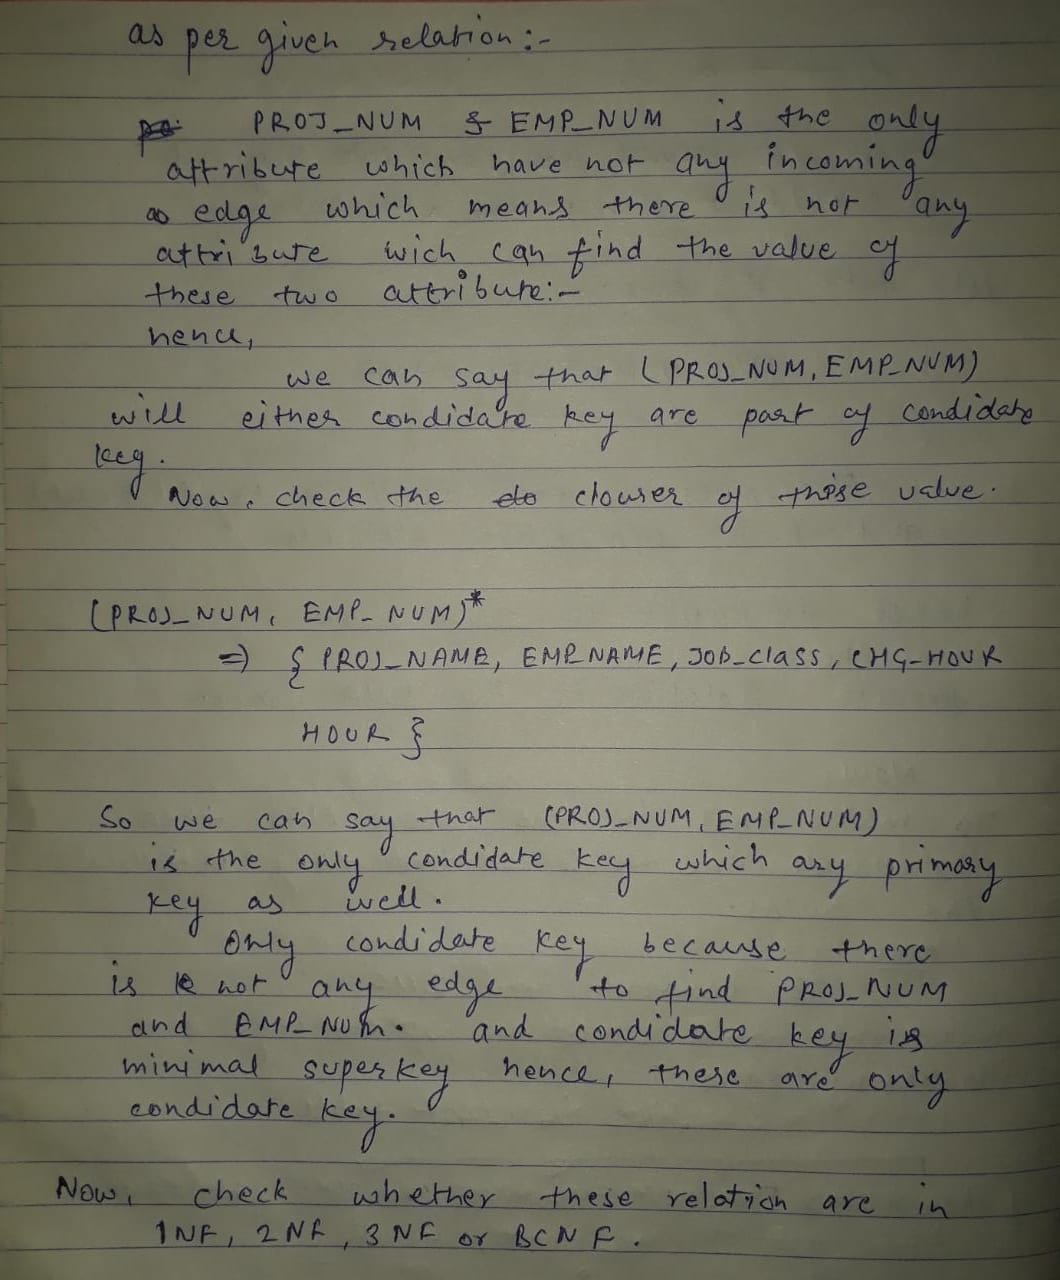 as per given relation:-
PROJ_NUM & EMP_NUM is the only
attribute which have not any incoming
edge which means there is not any
attribute wich can find the value of
these two attribute:-
hence,
we can say that (PROJ_NUM, EMP_NUM)
will either condidate key are part of condidate
key.
Now, check the clouser of those value.
(PROJ_NUM, EMP_NUM)*
=> { PROJ_NAME, EMP_NAME, JOB_class, CHG-HOUR
HOUR }
So we can say that (PROJ_NUM, EMP_NUM)
is the only condidate key which any primary
key as well.
Only condidate key because there
is not any edge to find PROJ_NUM
and EMP_NUM. and condidate key is
minimal superkey hence, these are only
condidate key.
Now, check whether these relation are in
1NF, 2NF, 3NF or BCNF.